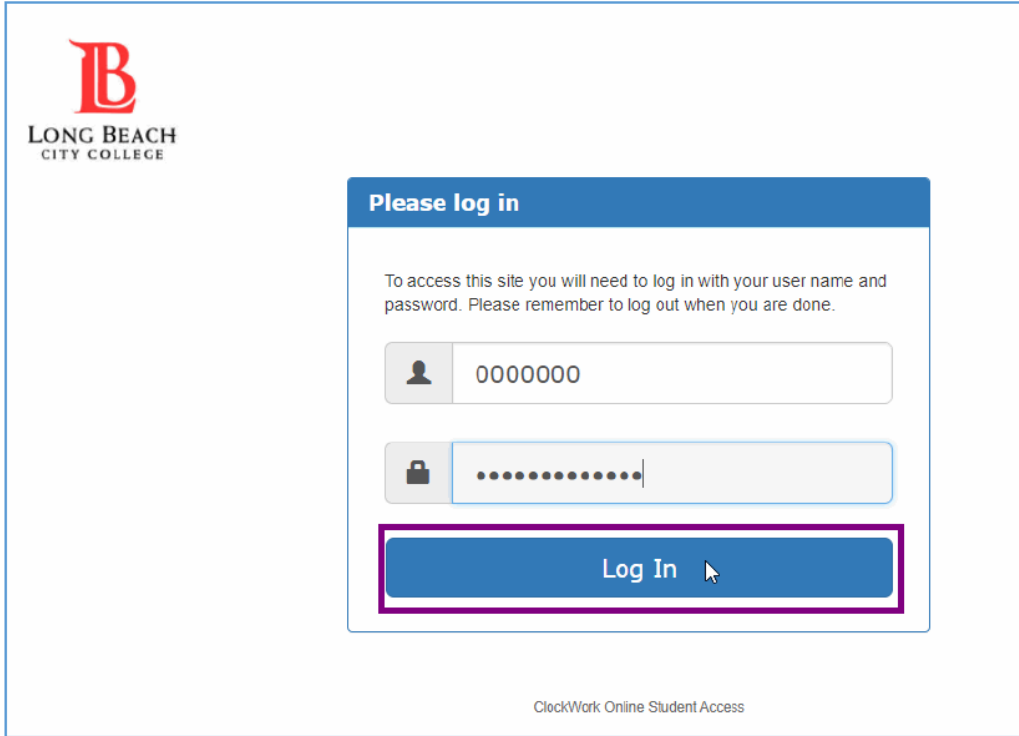 LB
LONG BEACH
CITY COLLEGE
Please log in
To access this site you will need to log in with your user name and
password. Please remember to log out when you are done.
0000000
•••••••••••••
Log In
ClockWork Online Student Access